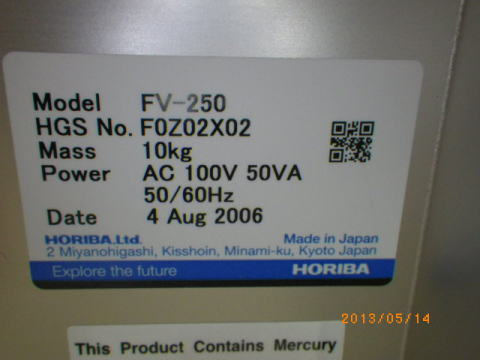 Model FV-250
HGS No. F0Z02X02
Mass 10kg
Power AC 100V 50VA
50/60Hz
Date 4 Aug 2006
HORIBA,Ltd. Made in Japan
2 Miyanohigashi, Kisshoin, Minami-ku, Kyoto Japan
Explore the future HORIBA
2013/05/14
This Product Contains Mercury